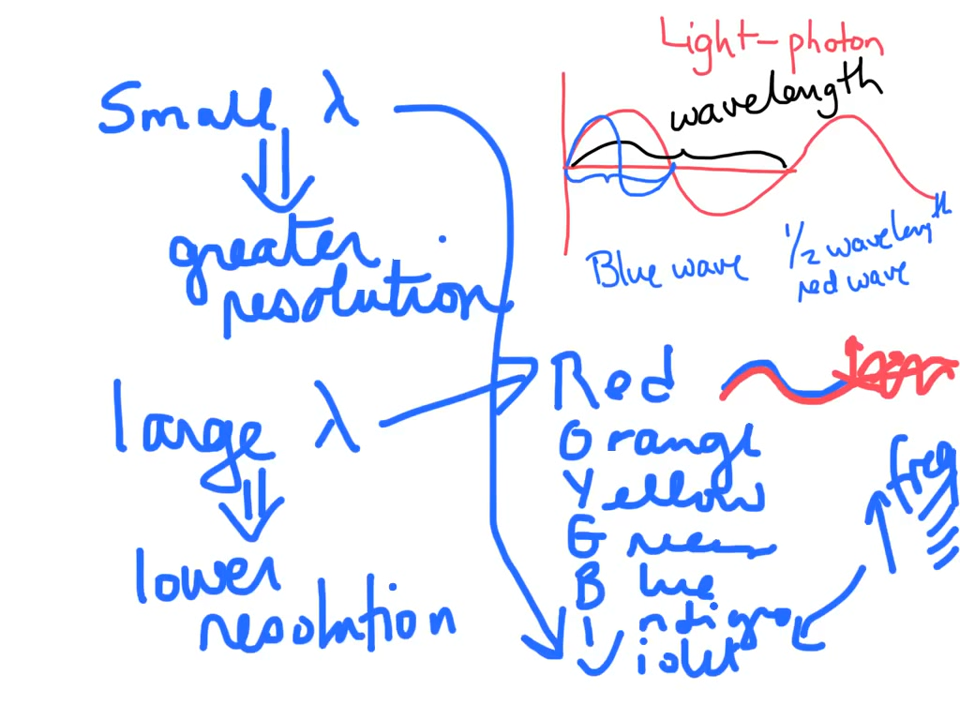 Light-photon
wavelength
Small λ
greater
resolution
Blue wave
1/2 wavelength
red wave
large λ
lower
resolution
Red
Orange
Yellow
Green
Blue
Indigo
Violet
freq